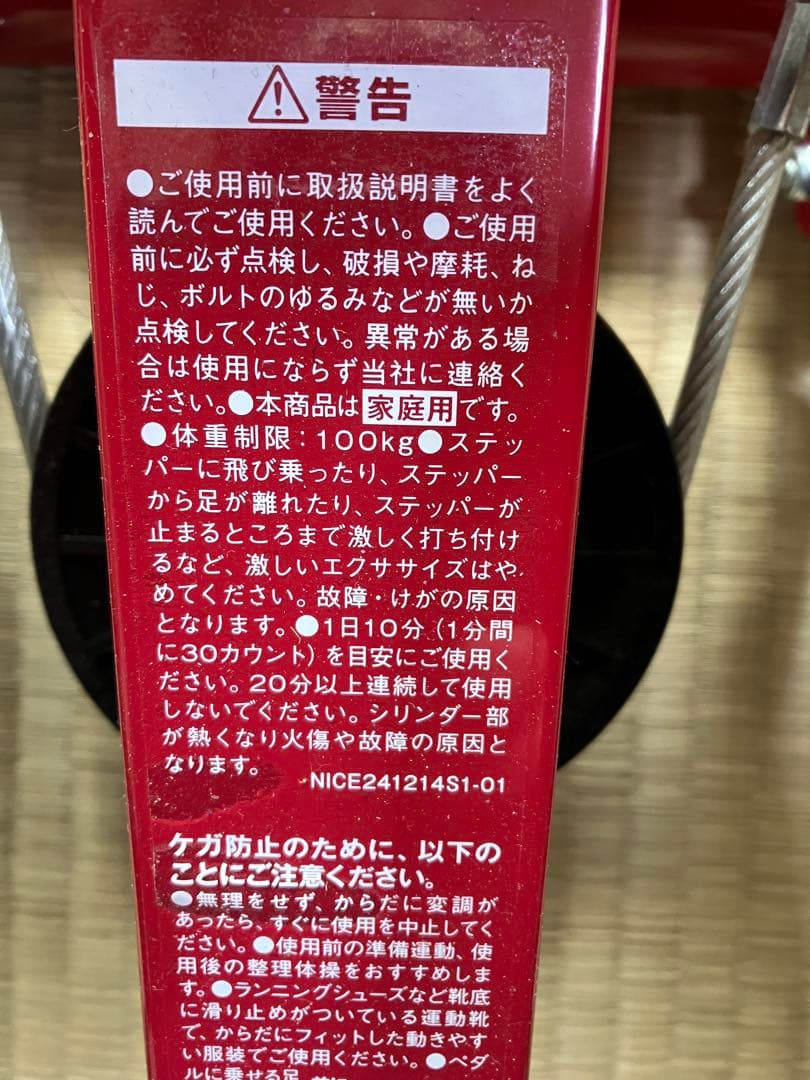 警告
●ご使用前に取扱説明書をよく
読んでご使用ください。●ご使用
前に必ず点検し、破損や摩耗、ね
じ、ボルトのゆるみなどが無いか
点検してください。異常がある場
合は使用にならず当社に連絡く
ださい。●本商品は家庭用です。
●体重制限：100kg●ステッ
パーに飛び乗ったり、ステッパー
から足が離れたり、ステッパーが
止まるところまで激しく打ち付け
るなど、激しいエクササイズはや
めてください。故障・けがの原因
となります。●1日10分（1分間
に30カウント）を目安にご使用く
ださい。20分以上連続して使用
しないでください。シリンダー部
が熱くなり火傷や故障の原因と
なります。
NICE241214S1-01
ケガ防止のために、以下の
ことにご注意ください。
●無理をせず、からだに変調が
あったら、すぐに使用を中止してく
ださい。●使用前の準備運動、使
用後の整理体操をおすすめしま
す。●ランニングシューズなど靴底
に滑り止めがついている運動靴
て、からだにフィットした動きやす
い服装でご使用ください。●ペダ
ルに乗せる足